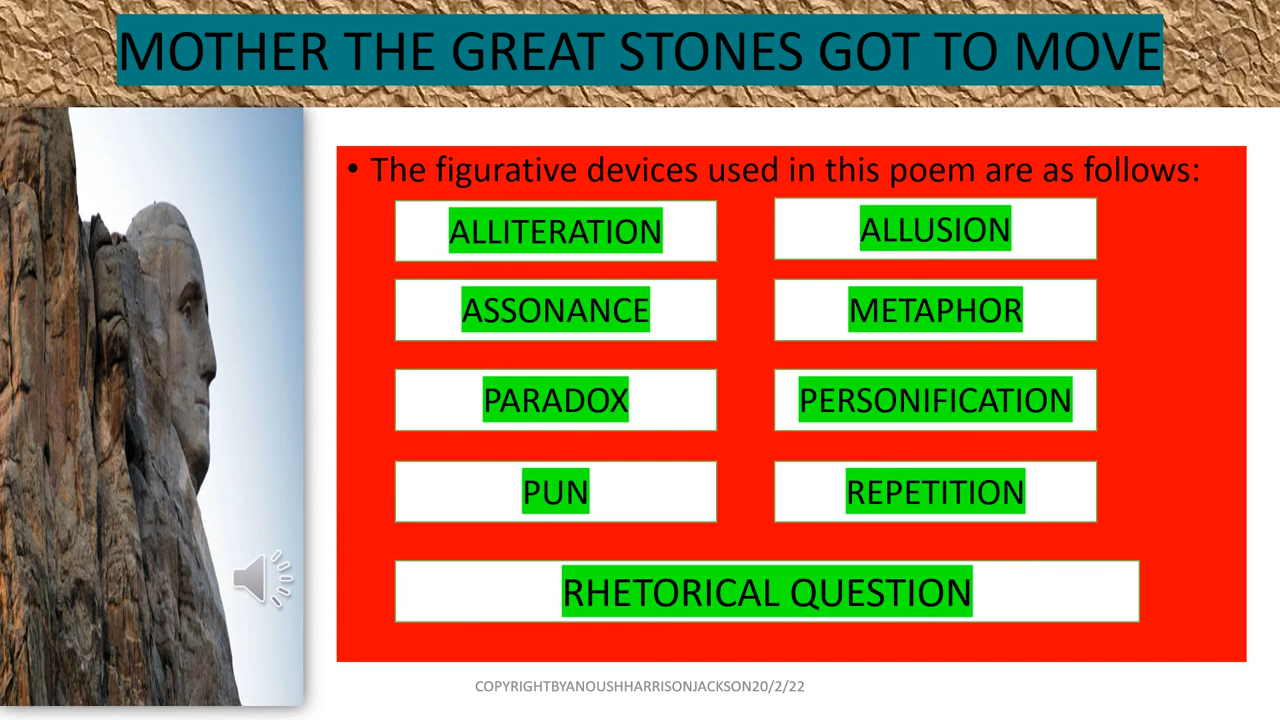 MOTHER THE GREAT STONES GOT TO MOVE
• The figurative devices used in this poem are as follows:
ALLITERATION
ALLUSION
ASSONANCE
METAPHOR
PARADOX
PERSONIFICATION
PUN
REPETITION
RHETORICAL QUESTION
COPYRIGHTBYANOUSHHARRISONJACKSON20/2/22